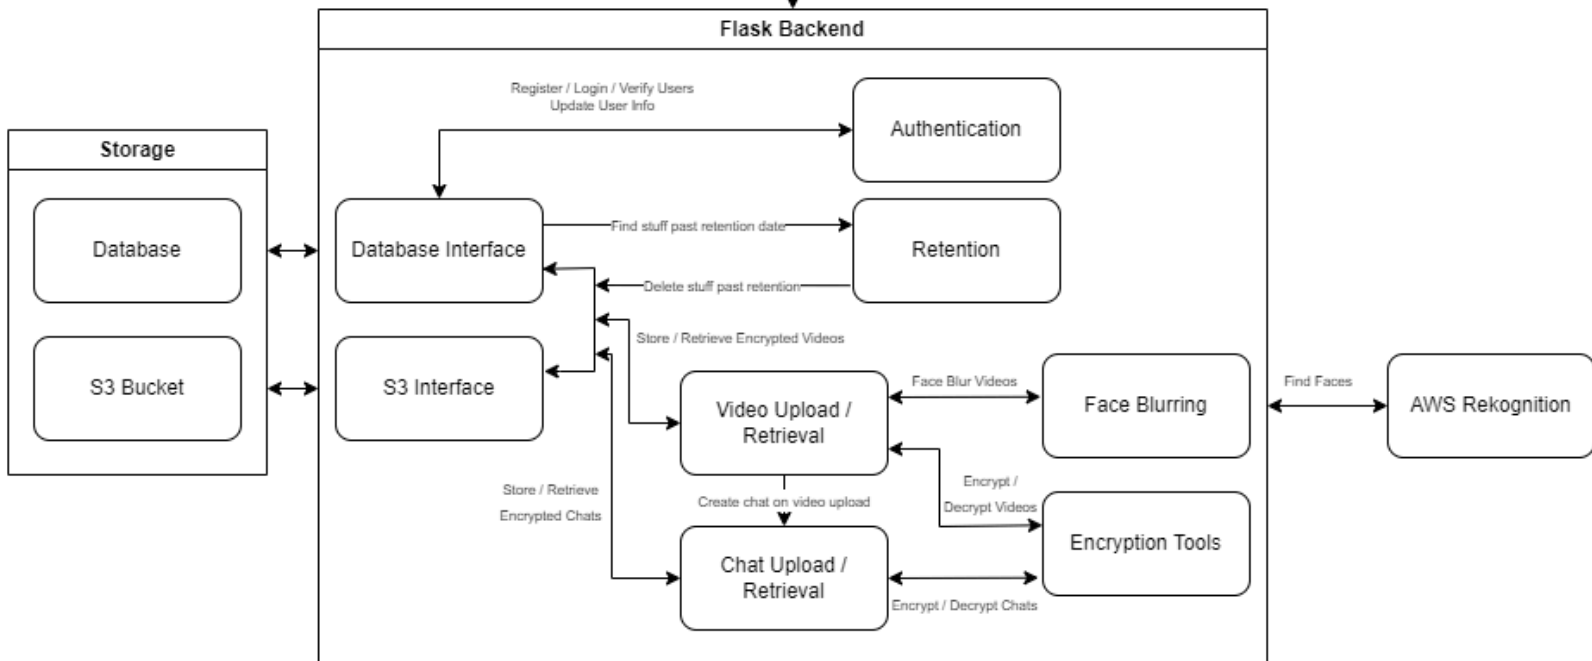 Flask Backend
Register / Login / Verify Users
Update User Info
Authentication
Storage
Database
Database Interface
Find stuff past retention date
Retention
Delete stuff past retention
S3 Bucket
S3 Interface
Store / Retrieve Encrypted Videos
Video Upload /
Retrieval
Face Blur Videos
Face Blurring
Find Faces
AWS Rekognition
Store / Retrieve
Encrypted Chats
Create chat on video upload
Encrypt /
Decrypt Videos
Encryption Tools
Chat Upload /
Retrieval
Encrypt / Decrypt Chats